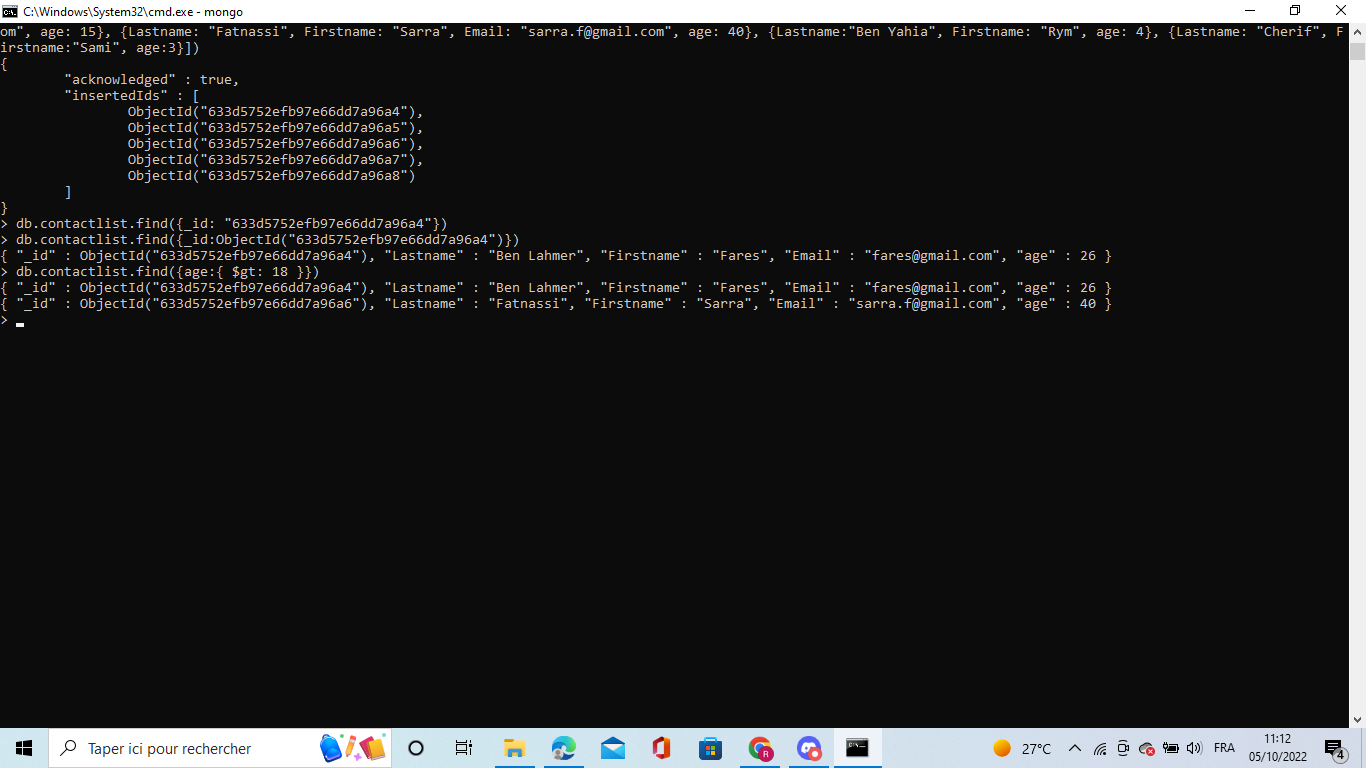 C:\Windows\System32\cmd.exe - mongo
om", age: 15}, {Lastname: "Fatnassi", Firstname: "Sarra", Email: "sarra.f@gmail.com", age: 40}, {Lastname:"Ben Yahia", Firstname: "Rym", age: 4}, {Lastname: "Cherif", F
irstname:"Sami", age:3}])
{
        "acknowledged" : true,
        "insertedIds" : [
                ObjectId("633d5752efb97e66dd7a96a4"),
                ObjectId("633d5752efb97e66dd7a96a5"),
                ObjectId("633d5752efb97e66dd7a96a6"),
                ObjectId("633d5752efb97e66dd7a96a7"),
                ObjectId("633d5752efb97e66dd7a96a8")
        ]
}
> db.contactlist.find({_id: "633d5752efb97e66dd7a96a4"})
> db.contactlist.find({_id:ObjectId("633d5752efb97e66dd7a96a4")})
{ "_id" : ObjectId("633d5752efb97e66dd7a96a4"), "Lastname" : "Ben Lahmer", "Firstname" : "Fares", "Email" : "fares@gmail.com", "age" : 26 }
> db.contactlist.find({age:{ $gt: 18 }})
{ "_id" : ObjectId("633d5752efb97e66dd7a96a4"), "Lastname" : "Ben Lahmer", "Firstname" : "Fares", "Email" : "fares@gmail.com", "age" : 26 }
{ "_id" : ObjectId("633d5752efb97e66dd7a96a6"), "Lastname" : "Fatnassi", "Firstname" : "Sarra", "Email" : "sarra.f@gmail.com", "age" : 40 }
>
Taper ici pour rechercher
R
27°C
FRA
11:12
05/10/2022
4